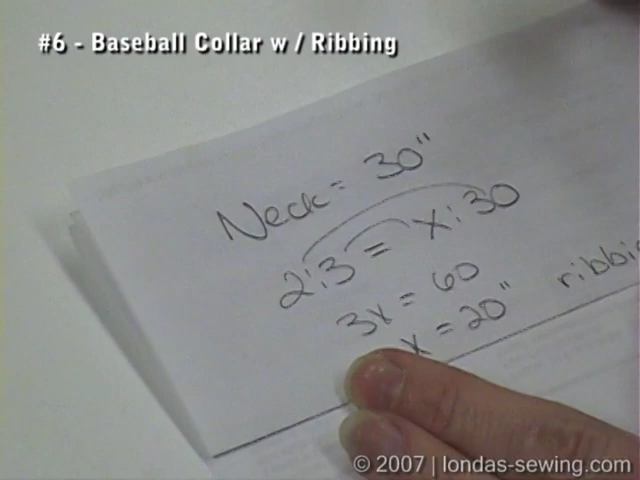 #6 - Baseball Collar w / Ribbing
Neck = 30"
2:3 = x:30
3x = 60
x = 20"
© 2007 | londas-sewing.com